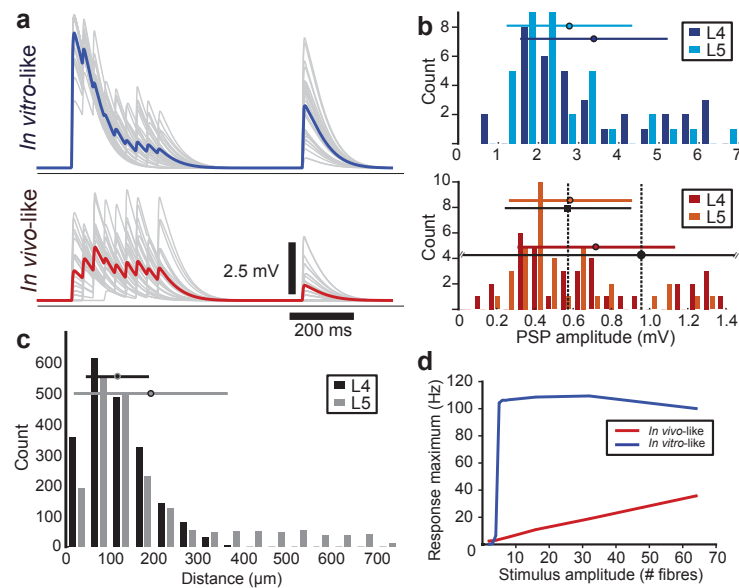 a
In vitro-like
In vivo-like
2.5 mV
200 ms
b
Count
8
6
4
2
L4
L5
0 1 2 3 4 5 6 7
Count
10
8
6
4
2
0
L4
L5
0 0.2 0.4 0.6 0.8 1.0 1.2 1.4
PSP amplitude (mV)
c
Count
600
500
400
300
200
100
0
L4
L5
0 100 200 300 400 500 600 700
Distance (µm)
d
Response maximum (Hz)
120
100
80
60
40
20
0
In vivo-like
In vitro-like
0 10 20 30 40 50 60 70
Stimulus amplitude (# fibres)